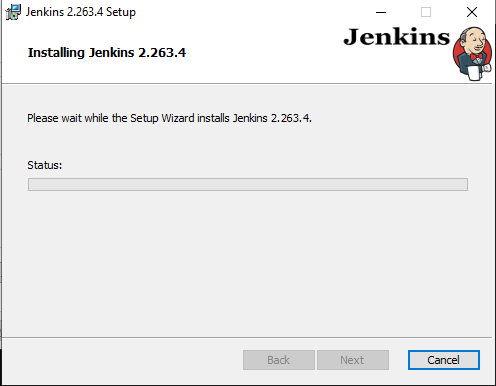 Jenkins 2.263.4 Setup
Jenkins
Installing Jenkins 2.263.4
Please wait while the Setup Wizard installs Jenkins 2.263.4.
Status:
Back
Next
Cancel